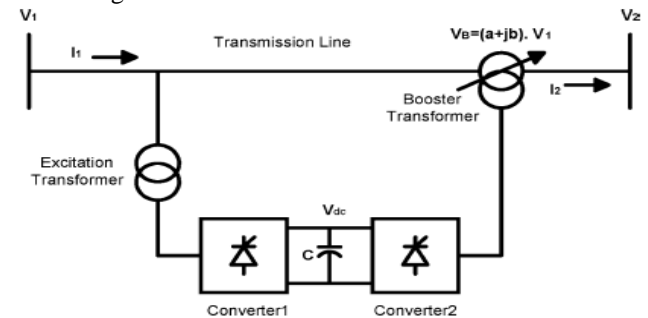 V1
V2
VB=(a+jb). V1
I1
Transmission Line
I2
Booster
Transformer
Excitation
Transformer
Vdc
C
Converter1
Converter2